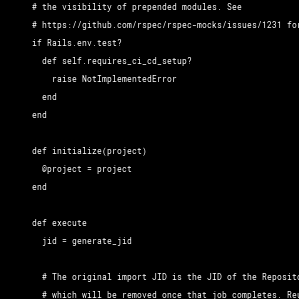 # the visibility of prepended modules. See
# https://github.com/rspec/rspec-mocks/issues/1231 for
if Rails.env.test?
def self.requires_ci_cd_setup?
raise NotImplementedError
end
end
def initialize(project)
@project = project
end
def execute
jid = generate_jid
# The original import JID is the JID of the Reposito
# which will be removed once that job completes. Re